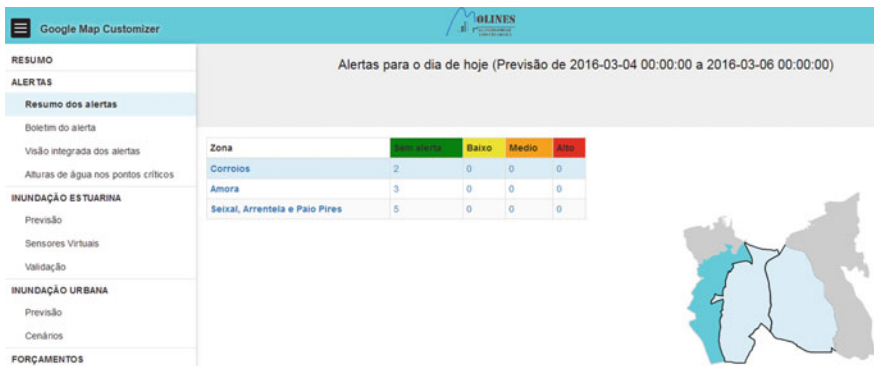 Google Map Customizer
MOLINES
RESUMO
ALERTAS
Resumo dos alertas
Boletim do alerta
Visão integrada dos alertas
Alturas de água nos pontos críticos
INUNDAÇÃO ESTUARINA
Previsão
Sensores Virtuais
Validação
INUNDAÇÃO URBANA
Previsão
Cenários
FORÇAMENTOS
Alertas para o dia de hoje (Previsão de 2016-03-04 00:00:00 a 2016-03-06 00:00:00)
Zona Sem alerta Baixo Medio Alto
Corroios 2 0 0 0
Amora 3 0 0 0
Seixal, Arrentela e Paio Pires 5 0 0 0